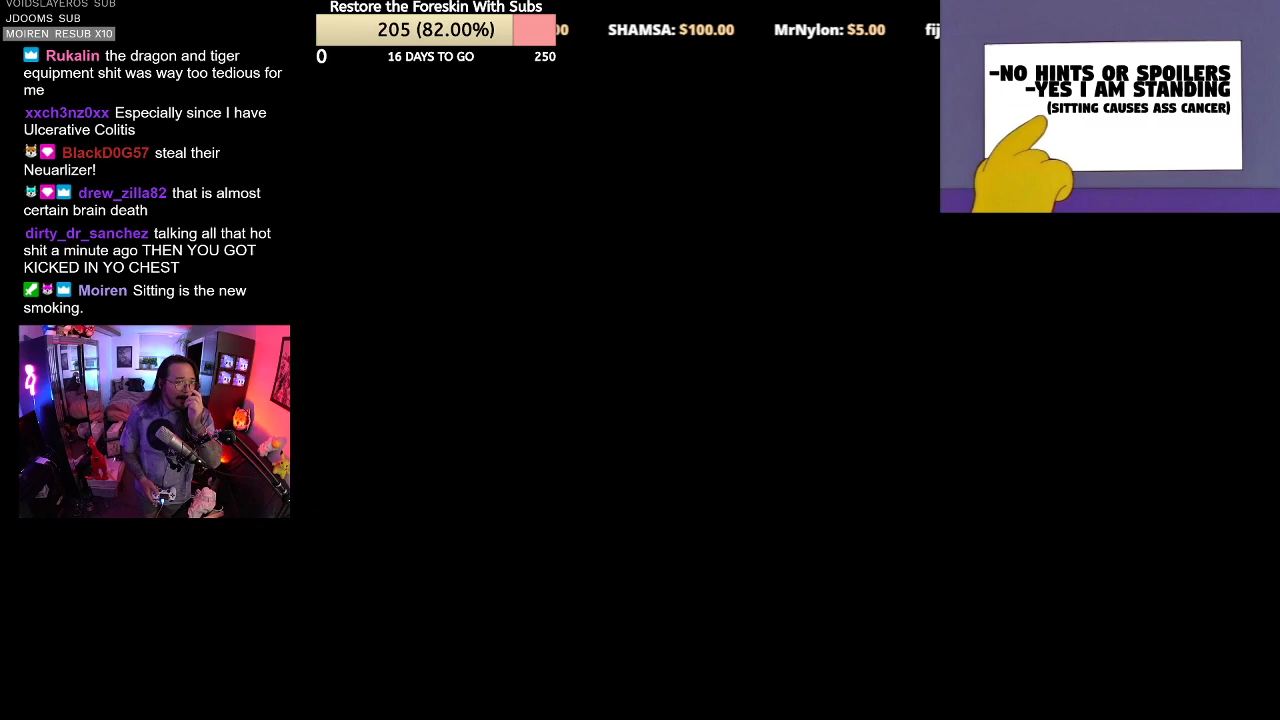 VOIDSLAYEROS SUB
JDOOMS SUB
MOIREN RESUB X10
Rukalin the dragon and tiger
equipment shit was way too tedious for
me
xxch3nz0xx Especially since I have
Ulcerative Colitis
BlackD0G57 steal their
Neuarlizer!
drew_zilla82 that is almost
certain brain death
dirty_dr_sanchez talking all that hot
shit a minute ago THEN YOU GOT
KICKED IN YO CHEST
Moiren Sitting is the new
smoking.
Restore the Foreskin With Subs
205 (82.00%)
0 16 DAYS TO GO 250
00 SHAMSA: $100.00 MrNylon: $5.00 fij
-NO HINTS OR SPOILERS
-YES I AM STANDING
(SITTING CAUSES ASS CANCER)